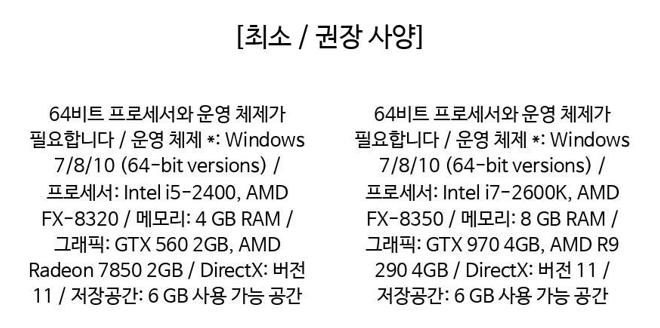 [최소 / 권장 사양]
64비트 프로세서와 운영 체제가
필요합니다 / 운영 체제 *: Windows
7/8/10 (64-bit versions) /
프로세서: Intel i5-2400, AMD
FX-8320 / 메모리: 4 GB RAM /
그래픽: GTX 560 2GB, AMD
Radeon 7850 2GB / DirectX: 버전
11 / 저장공간: 6 GB 사용 가능 공간
64비트 프로세서와 운영 체제가
필요합니다 / 운영 체제 *: Windows
7/8/10 (64-bit versions) /
프로세서: Intel i7-2600K, AMD
FX-8350 / 메모리: 8 GB RAM /
그래픽: GTX 970 4GB, AMD R9
290 4GB / DirectX: 버전 11 /
저장공간: 6 GB 사용 가능 공간